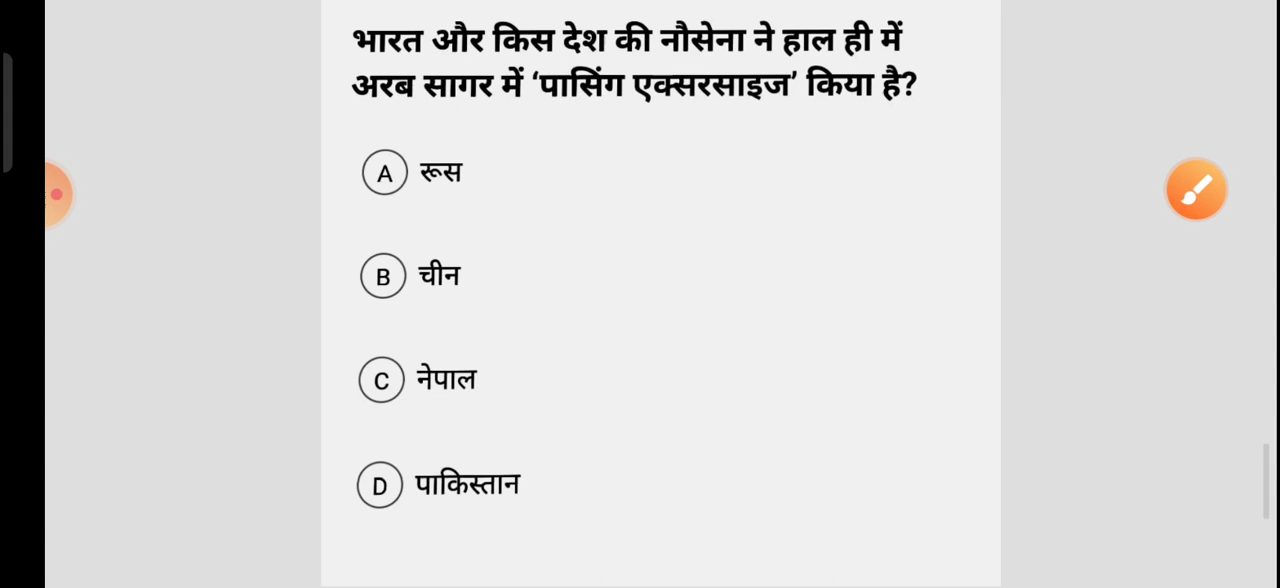 भारत और किस देश की नौसेना ने हाल ही में
अरब सागर में ‘पासिंग एक्सरसाइज’ किया है?
A रूस
B चीन
C नेपाल
D पाकिस्तान